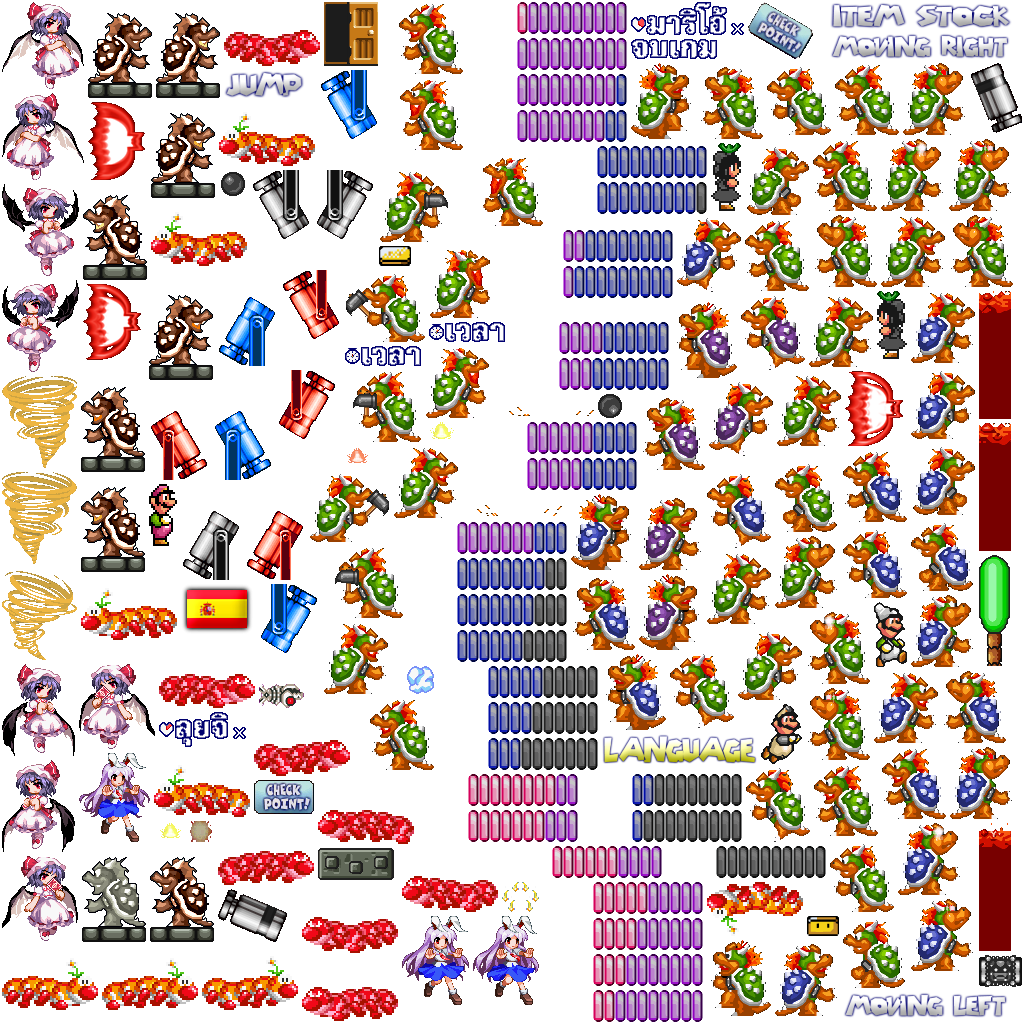 มาริโอ้ ×
จบเกม
CHECK
POINT!
ITEM STOCK
MOVING RIGHT
JUMP
เวลา
เวลา
ลุยจิ ×
LANGUAGE
CHECK
POINT!
MOVING LEFT